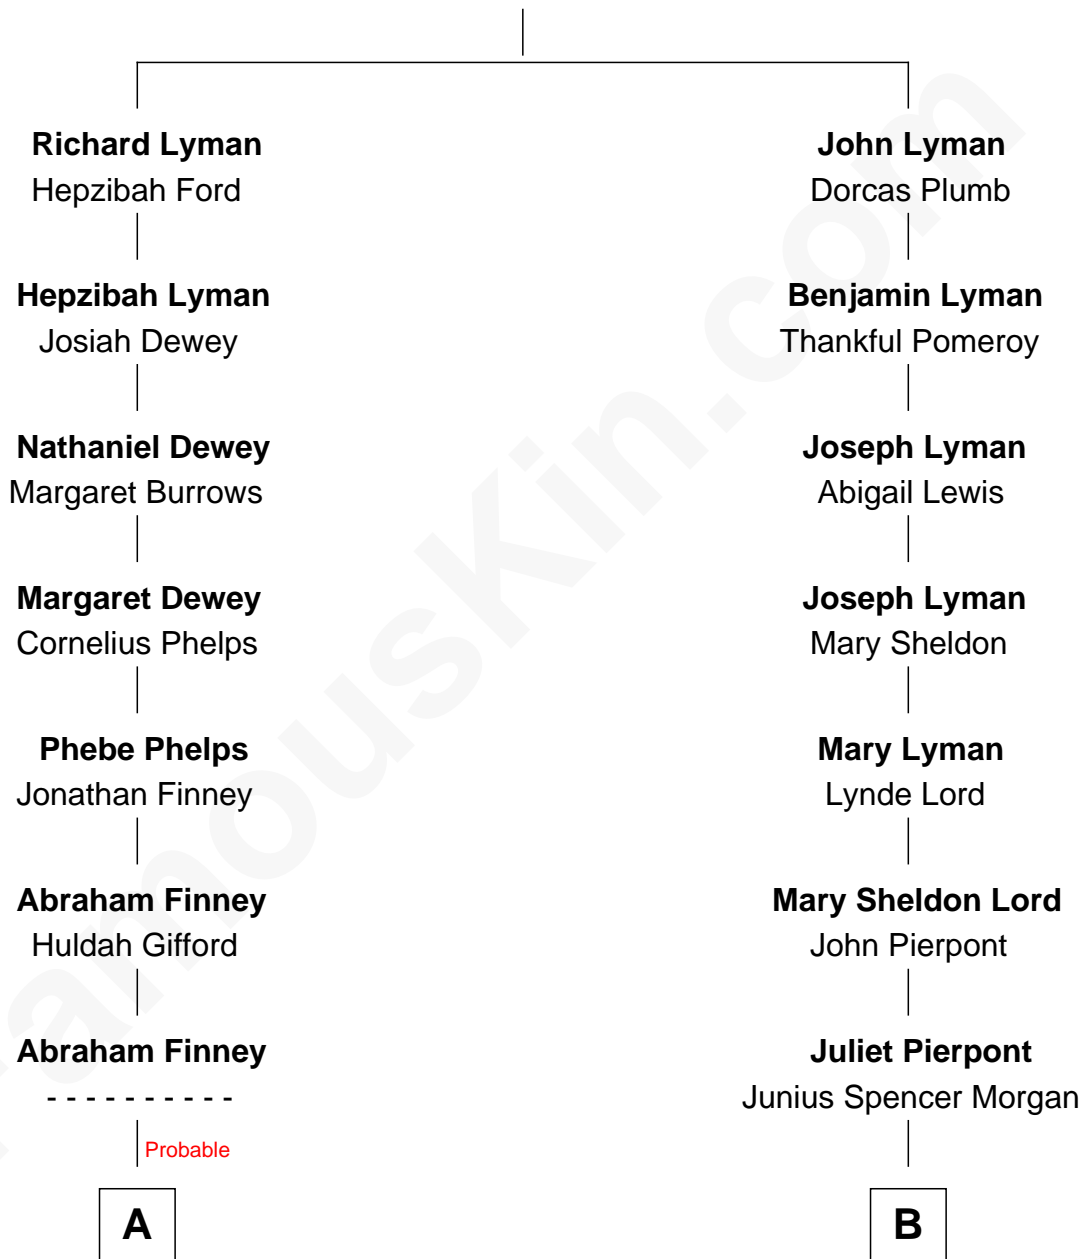 Richard Lyman
Hepzibah Ford
John Lyman
Dorcas Plumb
Hepzibah Lyman
Josiah Dewey
Benjamin Lyman
Thankful Pomeroy
Nathaniel Dewey
Margaret Burrows
Joseph Lyman
Abigail Lewis
Margaret Dewey
Cornelius Phelps
Joseph Lyman
Mary Sheldon
Phebe Phelps
Jonathan Finney
Mary Lyman
Lynde Lord
Abraham Finney
Huldah Gifford
Mary Sheldon Lord
John Pierpont
Abraham Finney
- - - - - - - - - -
Juliet Pierpont
Junius Spencer Morgan
Probable
A
B
FamousKin.com